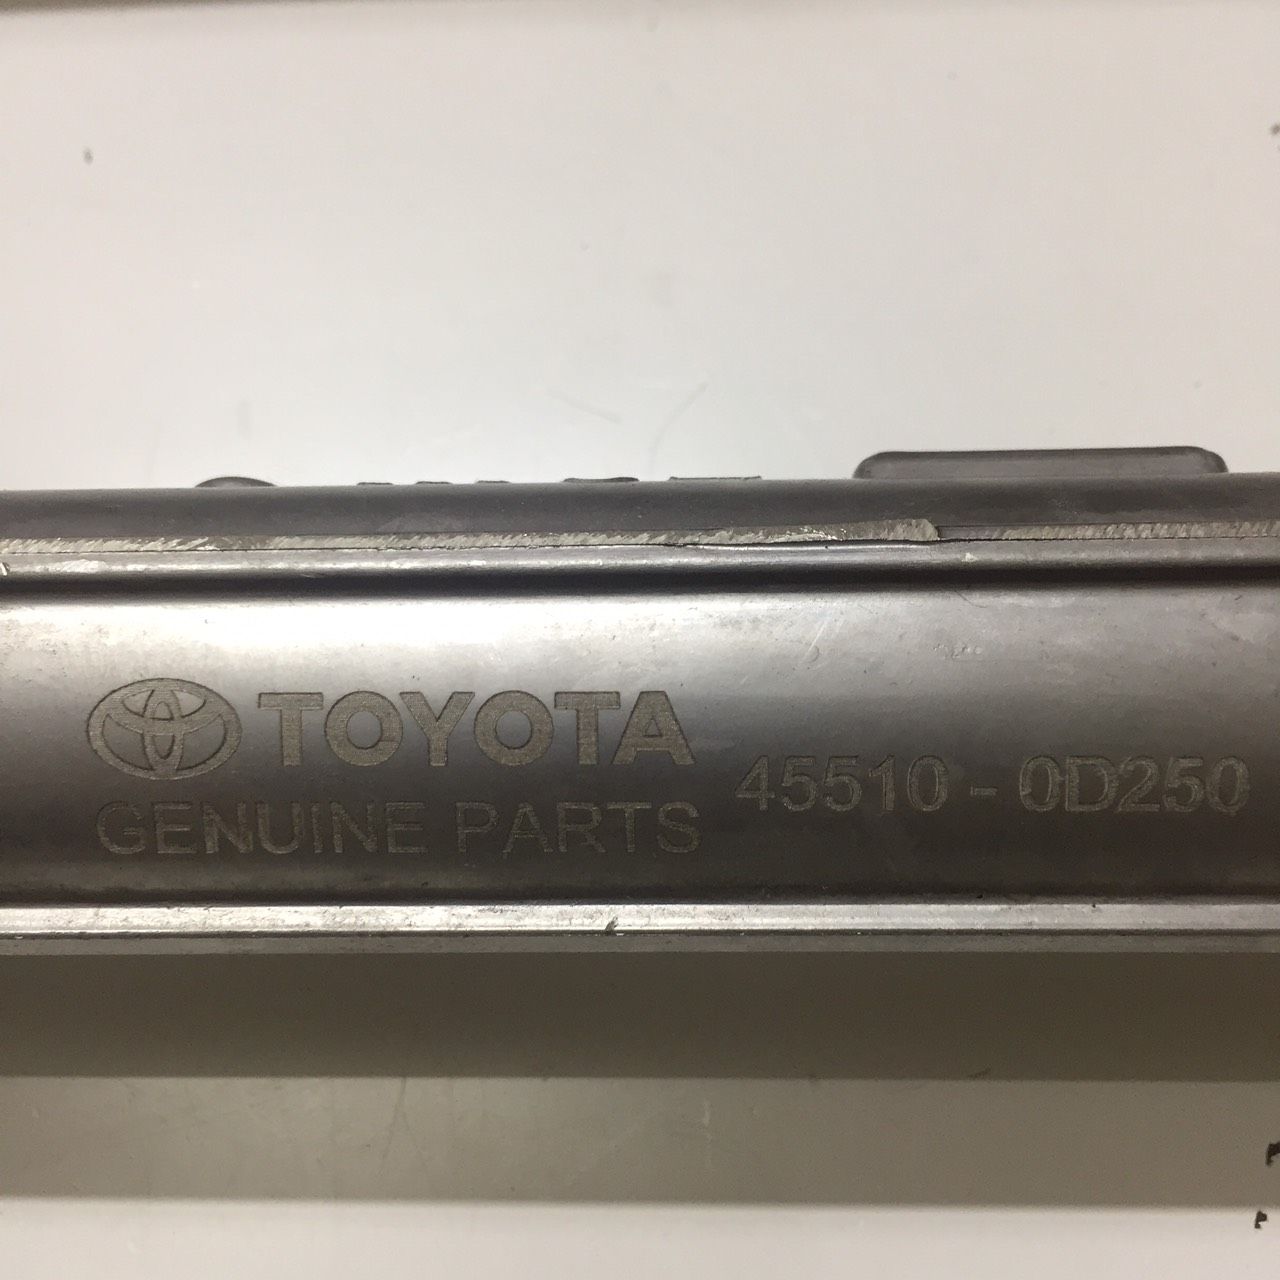 TOYOTA
GENUINE PARTS
45510 - 0D250